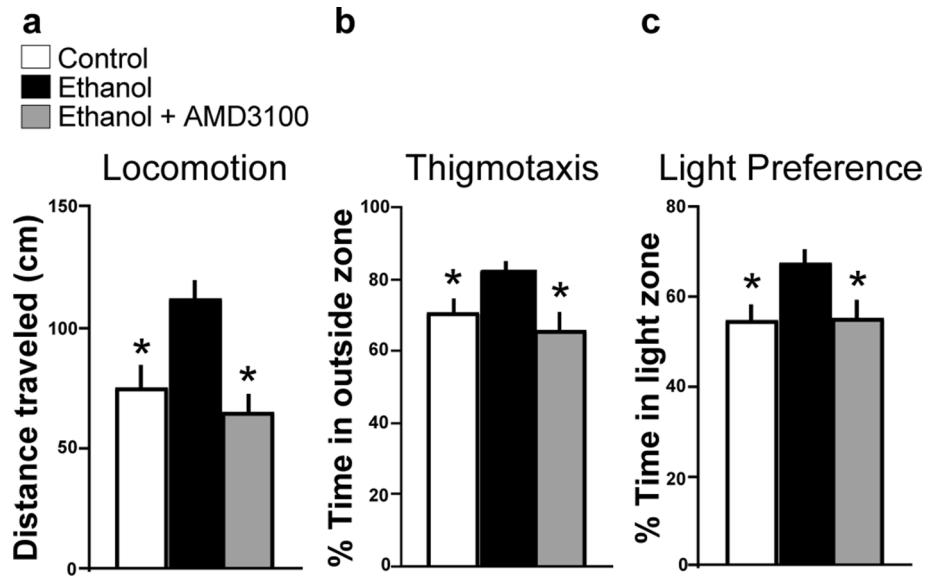 a
b
c
Control
Ethanol
Ethanol + AMD3100
Locomotion
Distance traveled (cm)
150
100
50
0
*
*
Thigmotaxis
% Time in outside zone
100
80
60
40
20
0
*
*
Light Preference
% Time in light zone
80
60
40
20
0
*
*